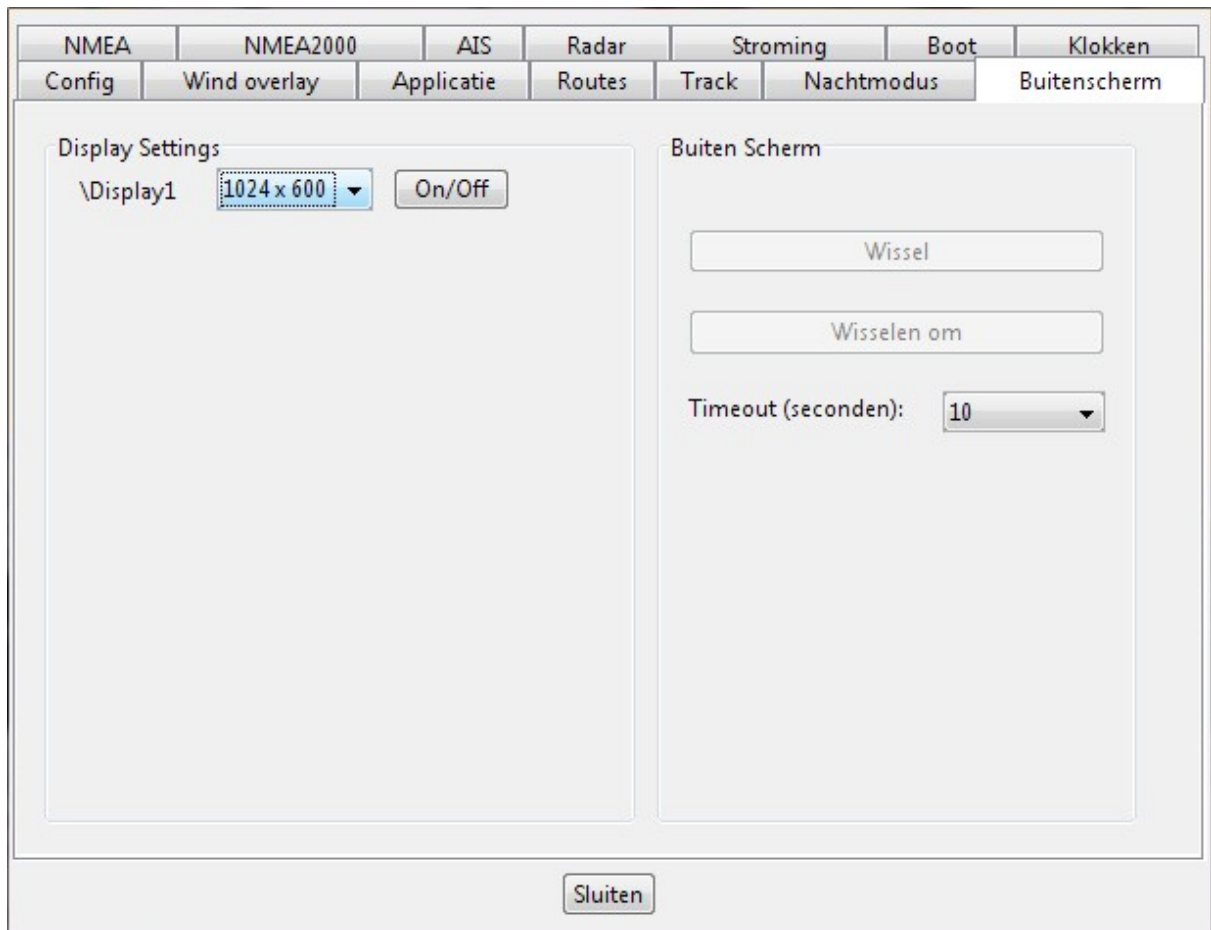 NMEA NMEA2000 AIS Radar Stroming Boot Klokken
Config Wind overlay Applicatie Routes Track Nachtmodus Buitenscherm
Display Settings
\Display1 1024 x 600 On/Off
Buiten Scherm
Wissel
Wisselen om
Timeout (seconden): 10
Sluiten